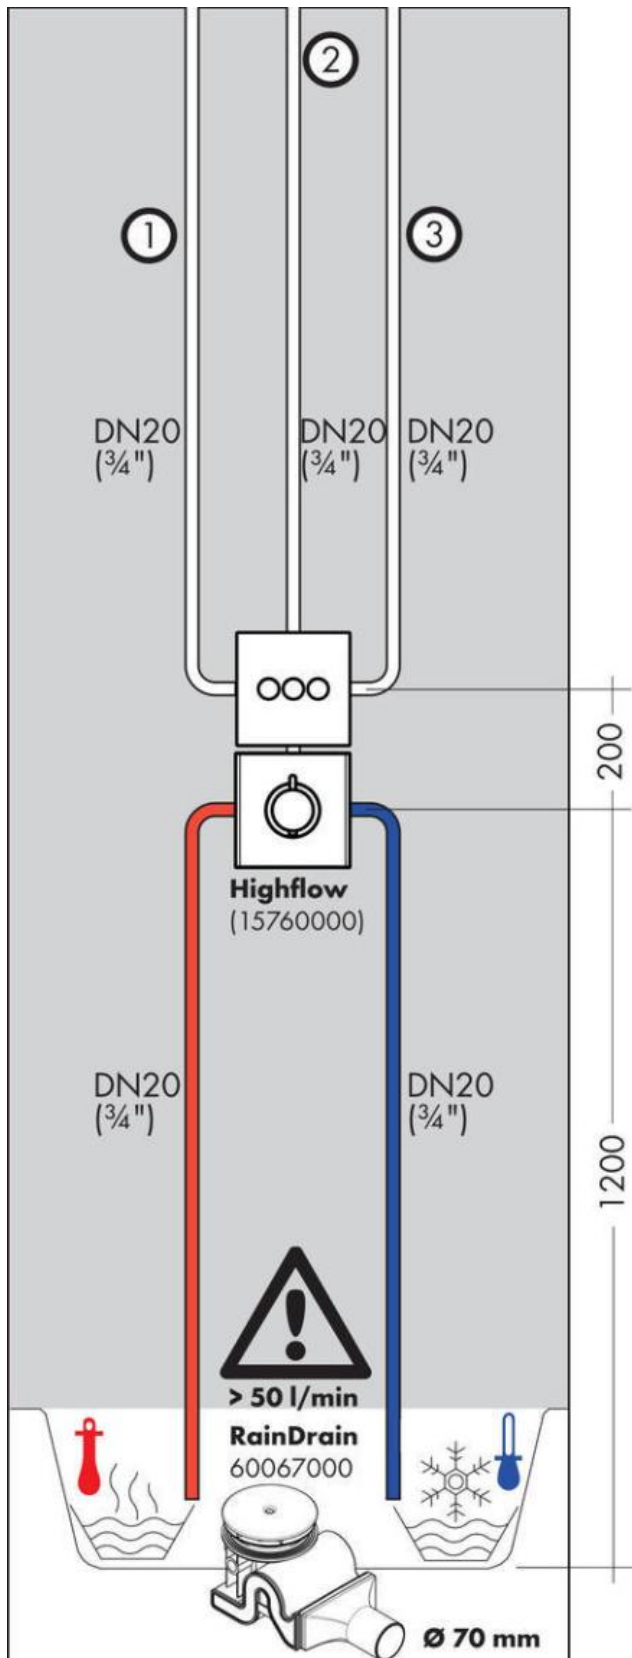 2
1
3
DN20
(¾")
DN20
(¾")
DN20
(¾")
200
Highflow
(15760000)
DN20
(¾")
DN20
(¾")
1200
> 50 l/min
RainDrain
60067000
Ø 70 mm